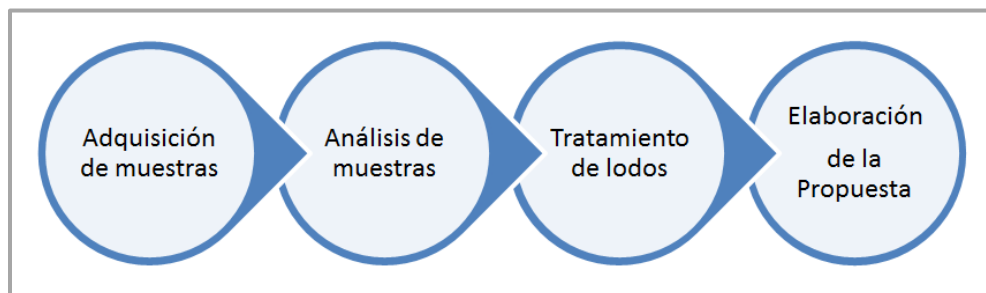 Adquisición
de muestras
Análisis de
muestras
Tratamiento
de lodos
Elaboración
de la
Propuesta